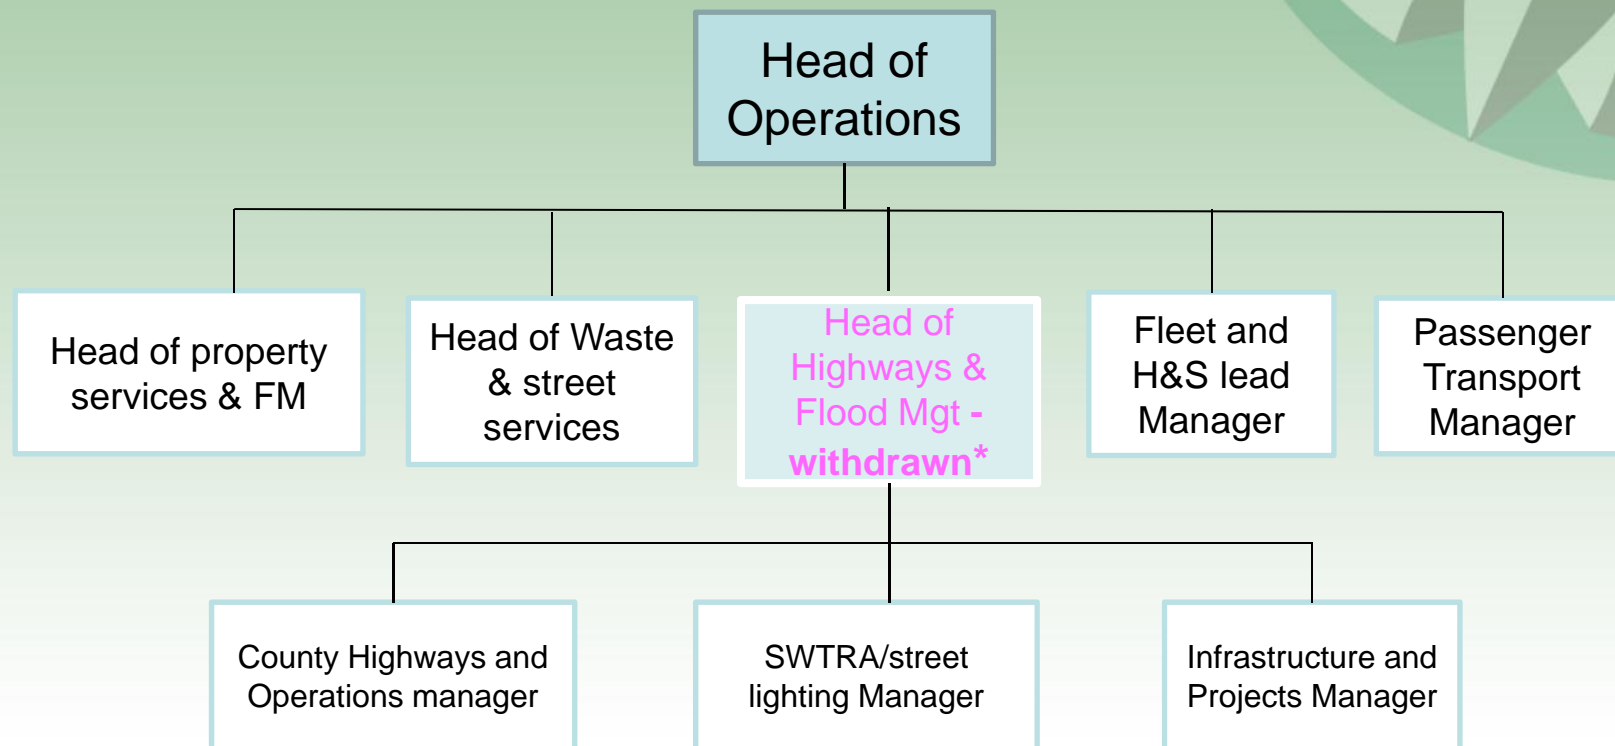 Head of
Operations
Head of property
services & FM
Head of Waste
& street
services
Head of
Highways &
Flood Mgt -
withdrawn*
Fleet and
H&S lead
Manager
Passenger
Transport
Manager
County Highways and
Operations manager
SWTRA/street
lighting Manager
Infrastructure and
Projects Manager